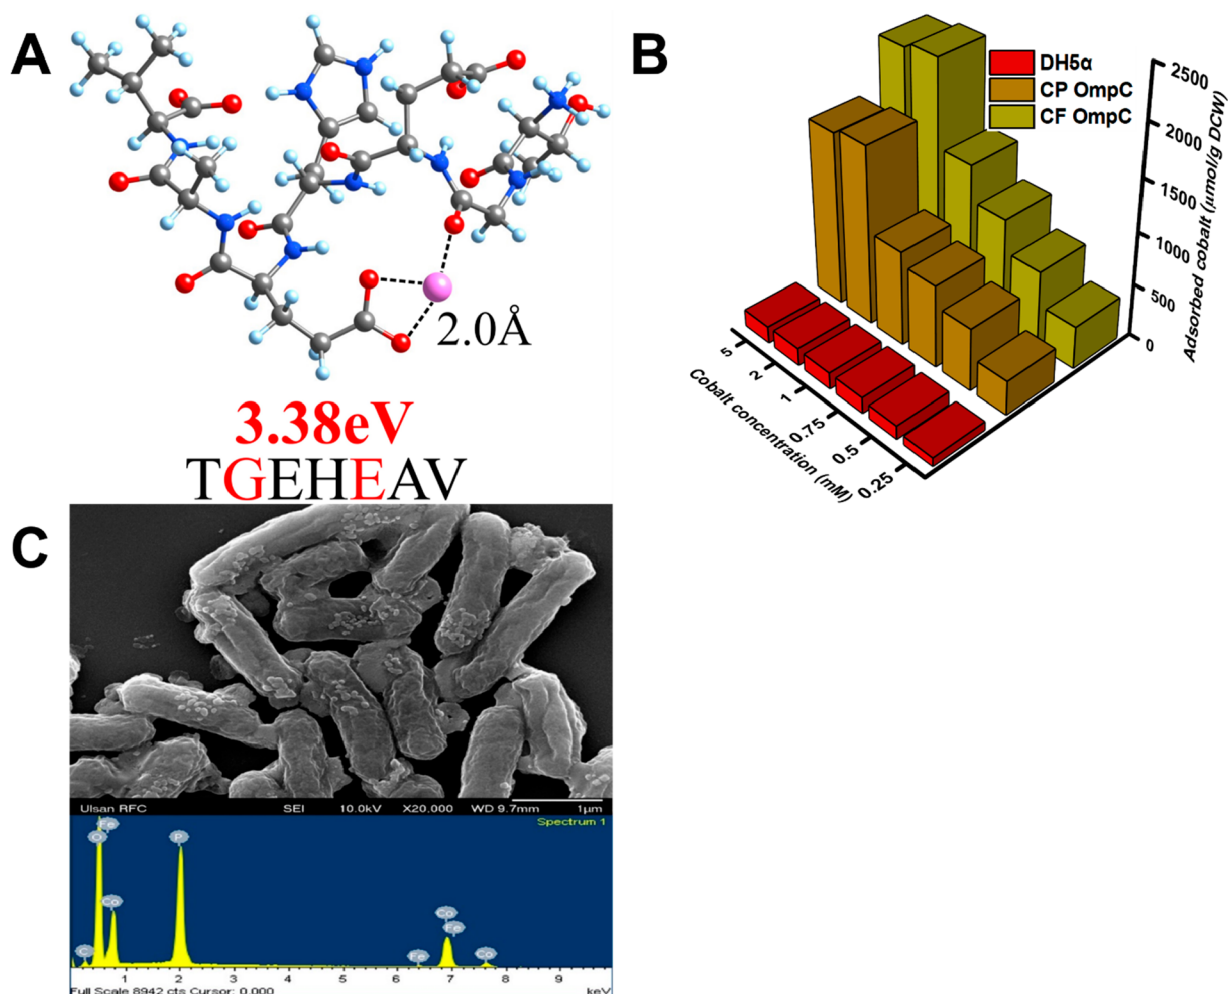 A
2.0Å
3.38eV
TGEHEAV
B
DH5α
CP OmpC
CF OmpC
2500
2000
1500
1000
500
0
Adsorbed cobalt (μmol/g DCW)
5
2
1
0.75
0.5
0.25
Cobalt concentration (mM)
C
Ulsan RFC SEI 10.0kV X20,000 WD 9.7mm 1μm
Spectrum 1
Fe
O
P
Co
Co
Fe
C
Fe
Co
1 2 3 4 5 6 7 8 9
Full Scale 8942 cts Cursor: 0.000 keV